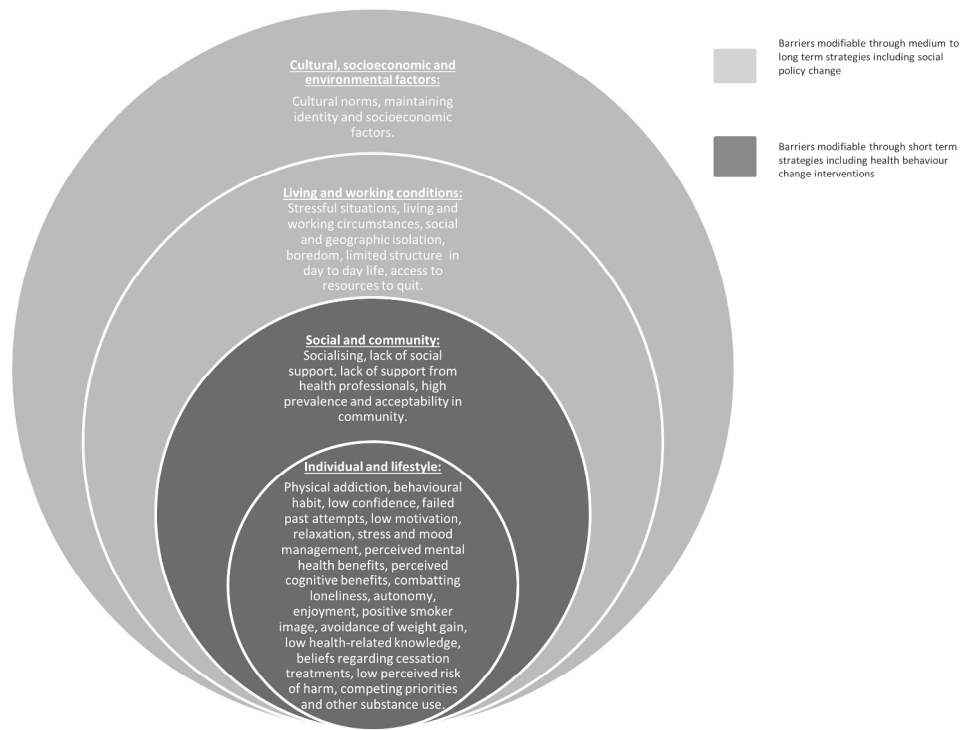 Cultural, socioeconomic and
environmental factors:
Cultural norms, maintaining
identity and socioeconomic
factors.
Living and working conditions:
Stressful situations, living and
working circumstances, social
and geographic isolation,
boredom, limited structure in
day to day life, access to
resources to quit.
Social and community:
Socialising, lack of social
support, lack of support from
health professionals, high
prevalence and acceptability in
community.
Individual and lifestyle:
Physical addiction, behavioural
habit, low confidence, failed
past attempts, low motivation,
relaxation, stress and mood
management, perceived mental
health benefits, perceived
cognitive benefits, combatting
loneliness, autonomy,
enjoyment, positive smoker
image, avoidance of weight gain,
low health-related knowledge,
beliefs regarding cessation
treatments, low perceived risk
of harm, competing priorities
and other substance use.
Barriers modifiable through medium to
long term strategies including social
policy change
Barriers modifiable through short term
strategies including health behaviour
change interventions